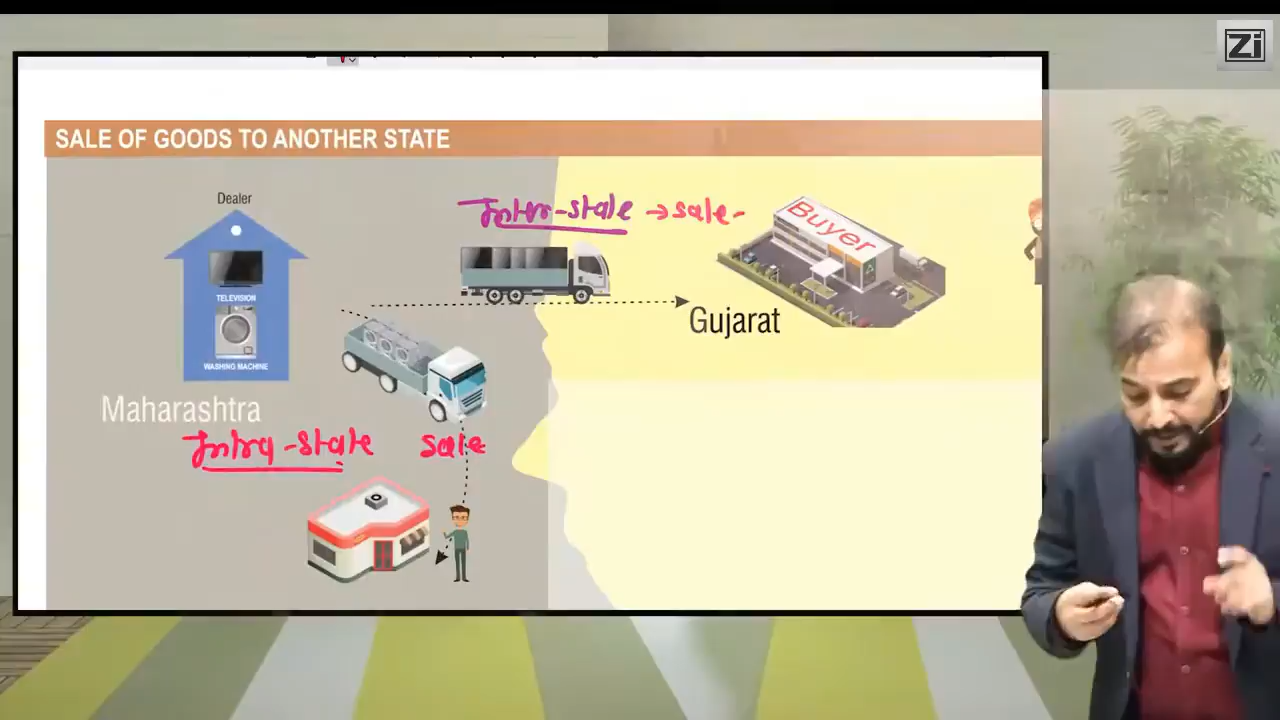 Zi
SALE OF GOODS TO ANOTHER STATE
Dealer
Inter-state → sale-
Buyer
TELEVISION
Gujarat
WASHING MACHINE
Maharashtra
Intra-state sale